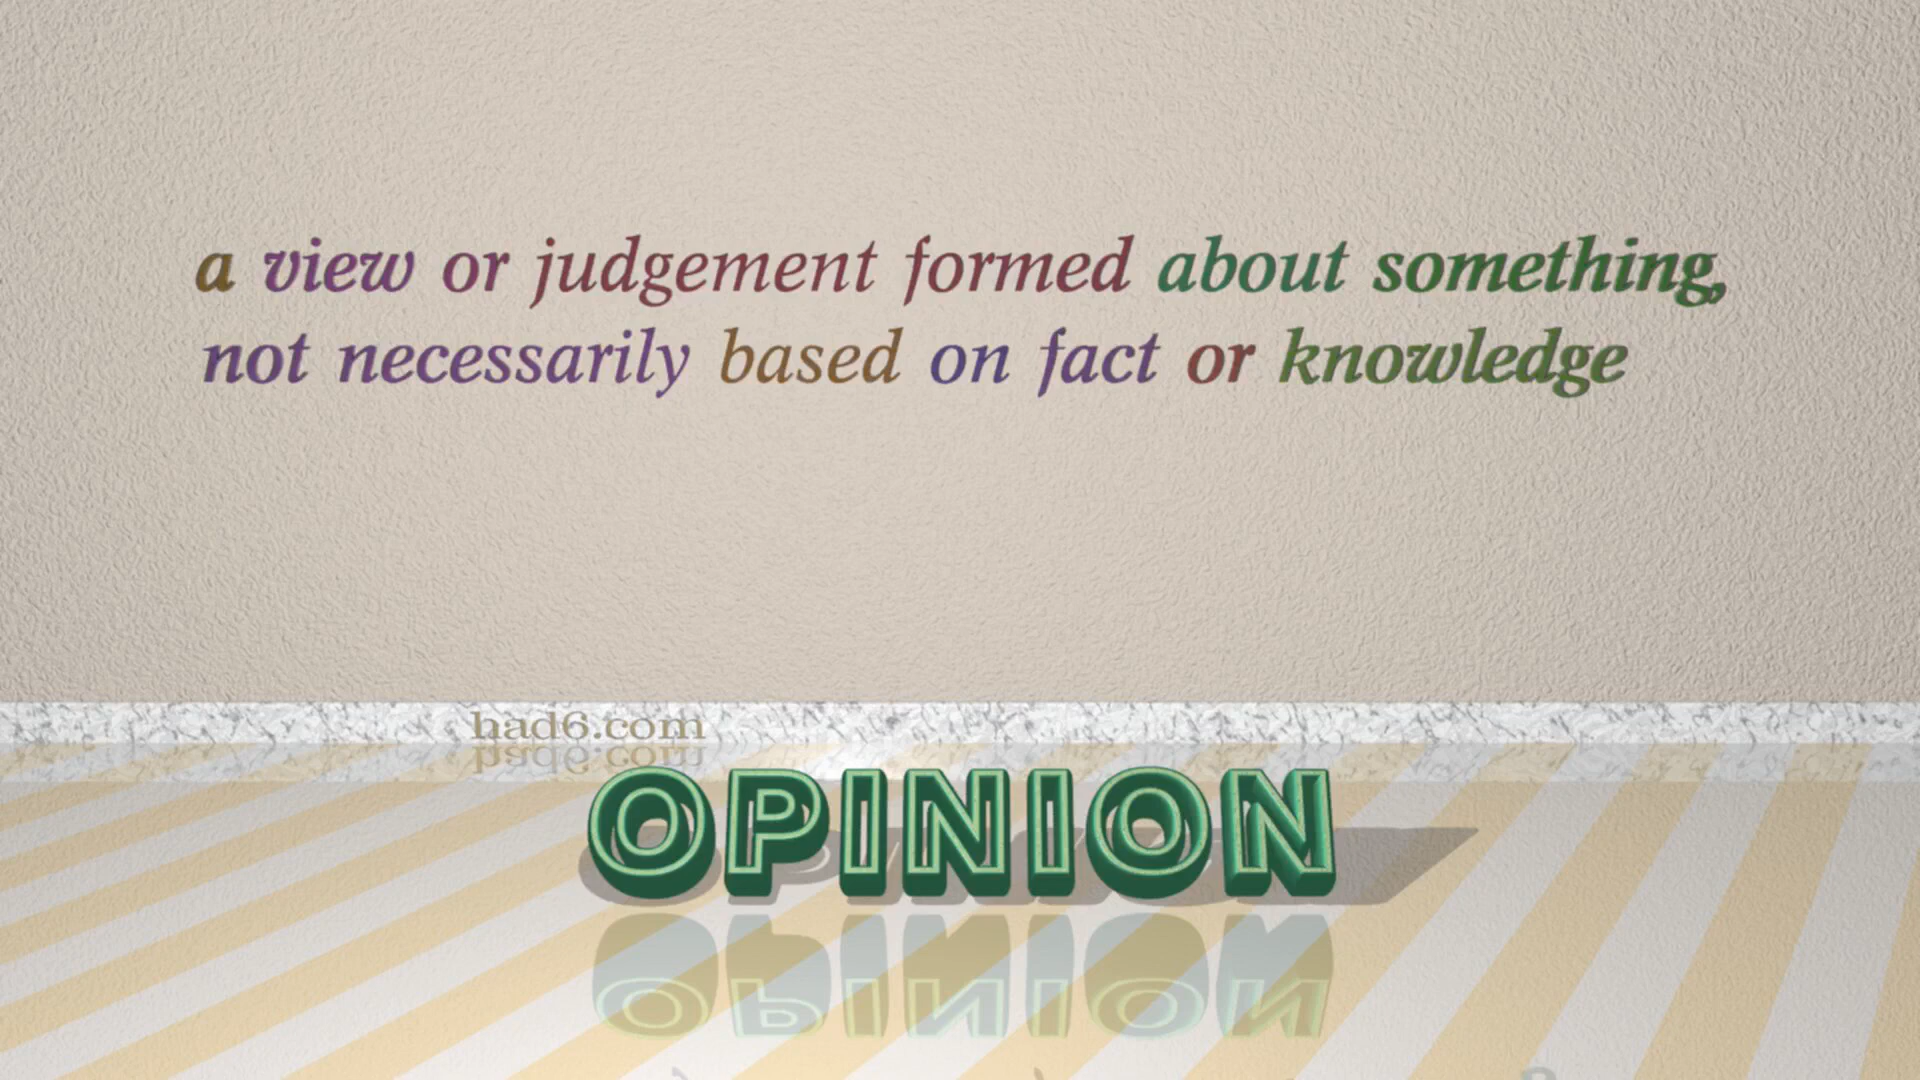 a view or judgement formed about something,
not necessarily based on fact or knowledge
had6.com
OPINION